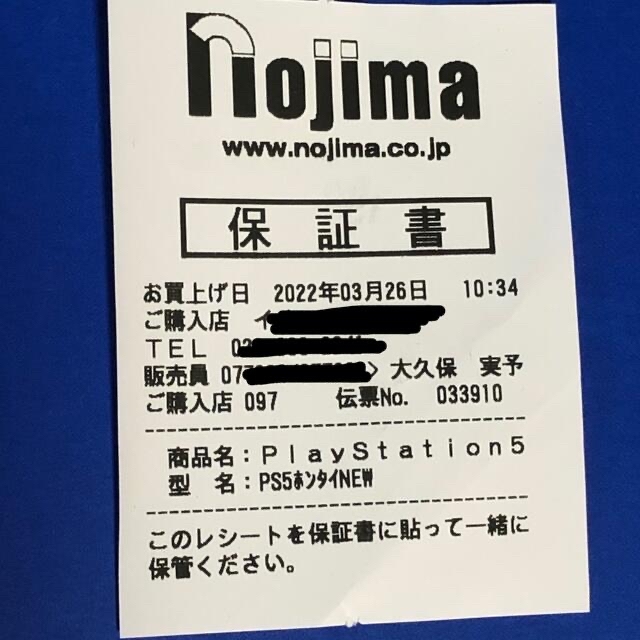 nojima
www.nojima.co.jp
保 証 書
お買上げ日 2022年03月26日 10:34
ご購入店
TEL
販売員 大久保 実予
ご購入店 097 伝票No. 033910
商品名：PlayStation5
型 名：PS5ﾎﾝﾀｲNEW
このレシートを保証書に貼って一緒に
保管ください。